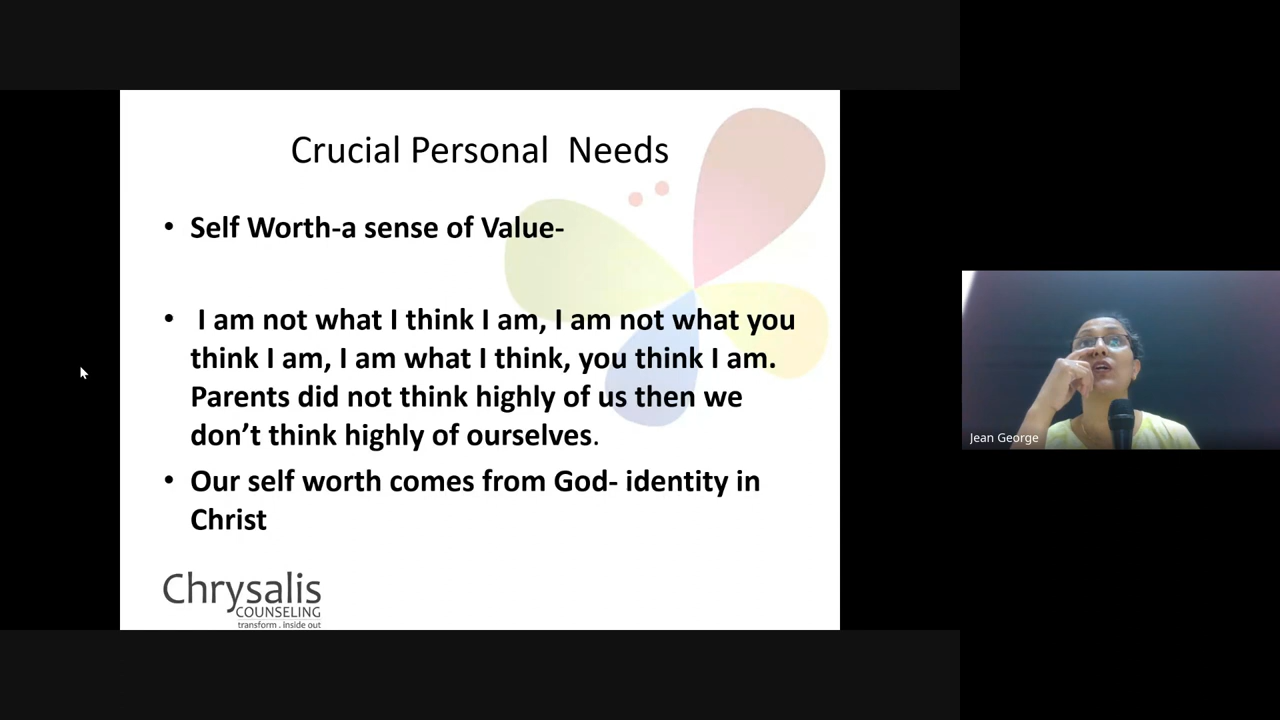 Crucial Personal  Needs
• Self Worth-a sense of Value-
• I am not what I think I am, I am not what you
think I am, I am what I think, you think I am.
Parents did not think highly of us then we
don’t think highly of ourselves.
• Our self worth comes from God- identity in
Christ
Chrysalis
COUNSELING
transform . inside out
Jean George